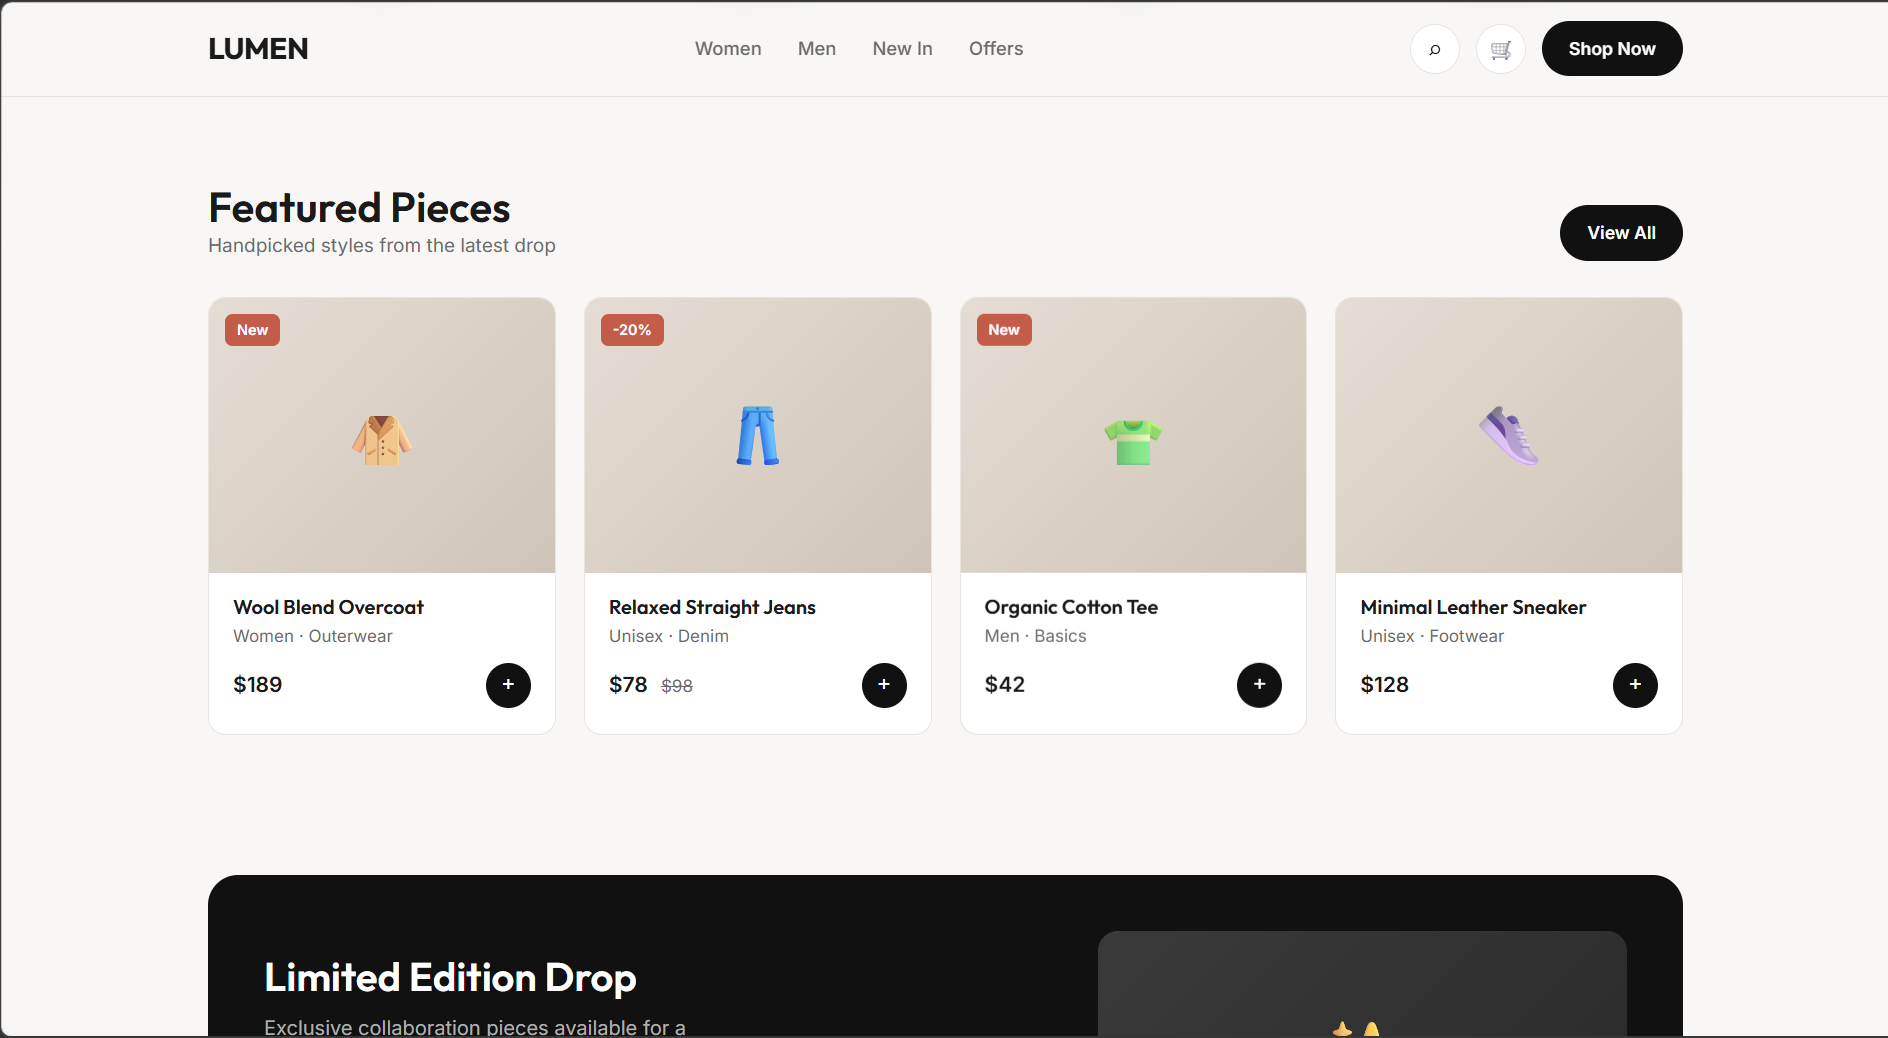 LUMEN
Women Men New In Offers
Shop Now
Featured Pieces
Handpicked styles from the latest drop
View All
New
-20%
New
Wool Blend Overcoat
Women · Outerwear
$189
+
Relaxed Straight Jeans
Unisex · Denim
$78 $98
+
Organic Cotton Tee
Men · Basics
$42
+
Minimal Leather Sneaker
Unisex · Footwear
$128
+
Limited Edition Drop
Exclusive collaboration pieces available for a